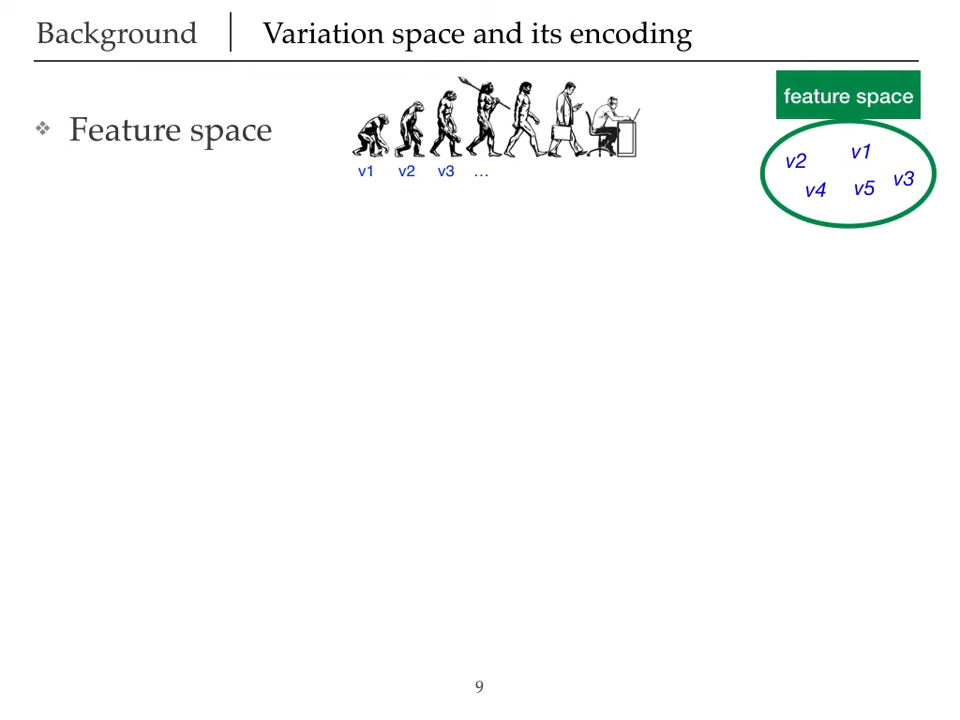 Background | Variation space and its encoding
❖ Feature space
v1 v2 v3 ...
feature space
v2 v1
v4 v5 v3
9